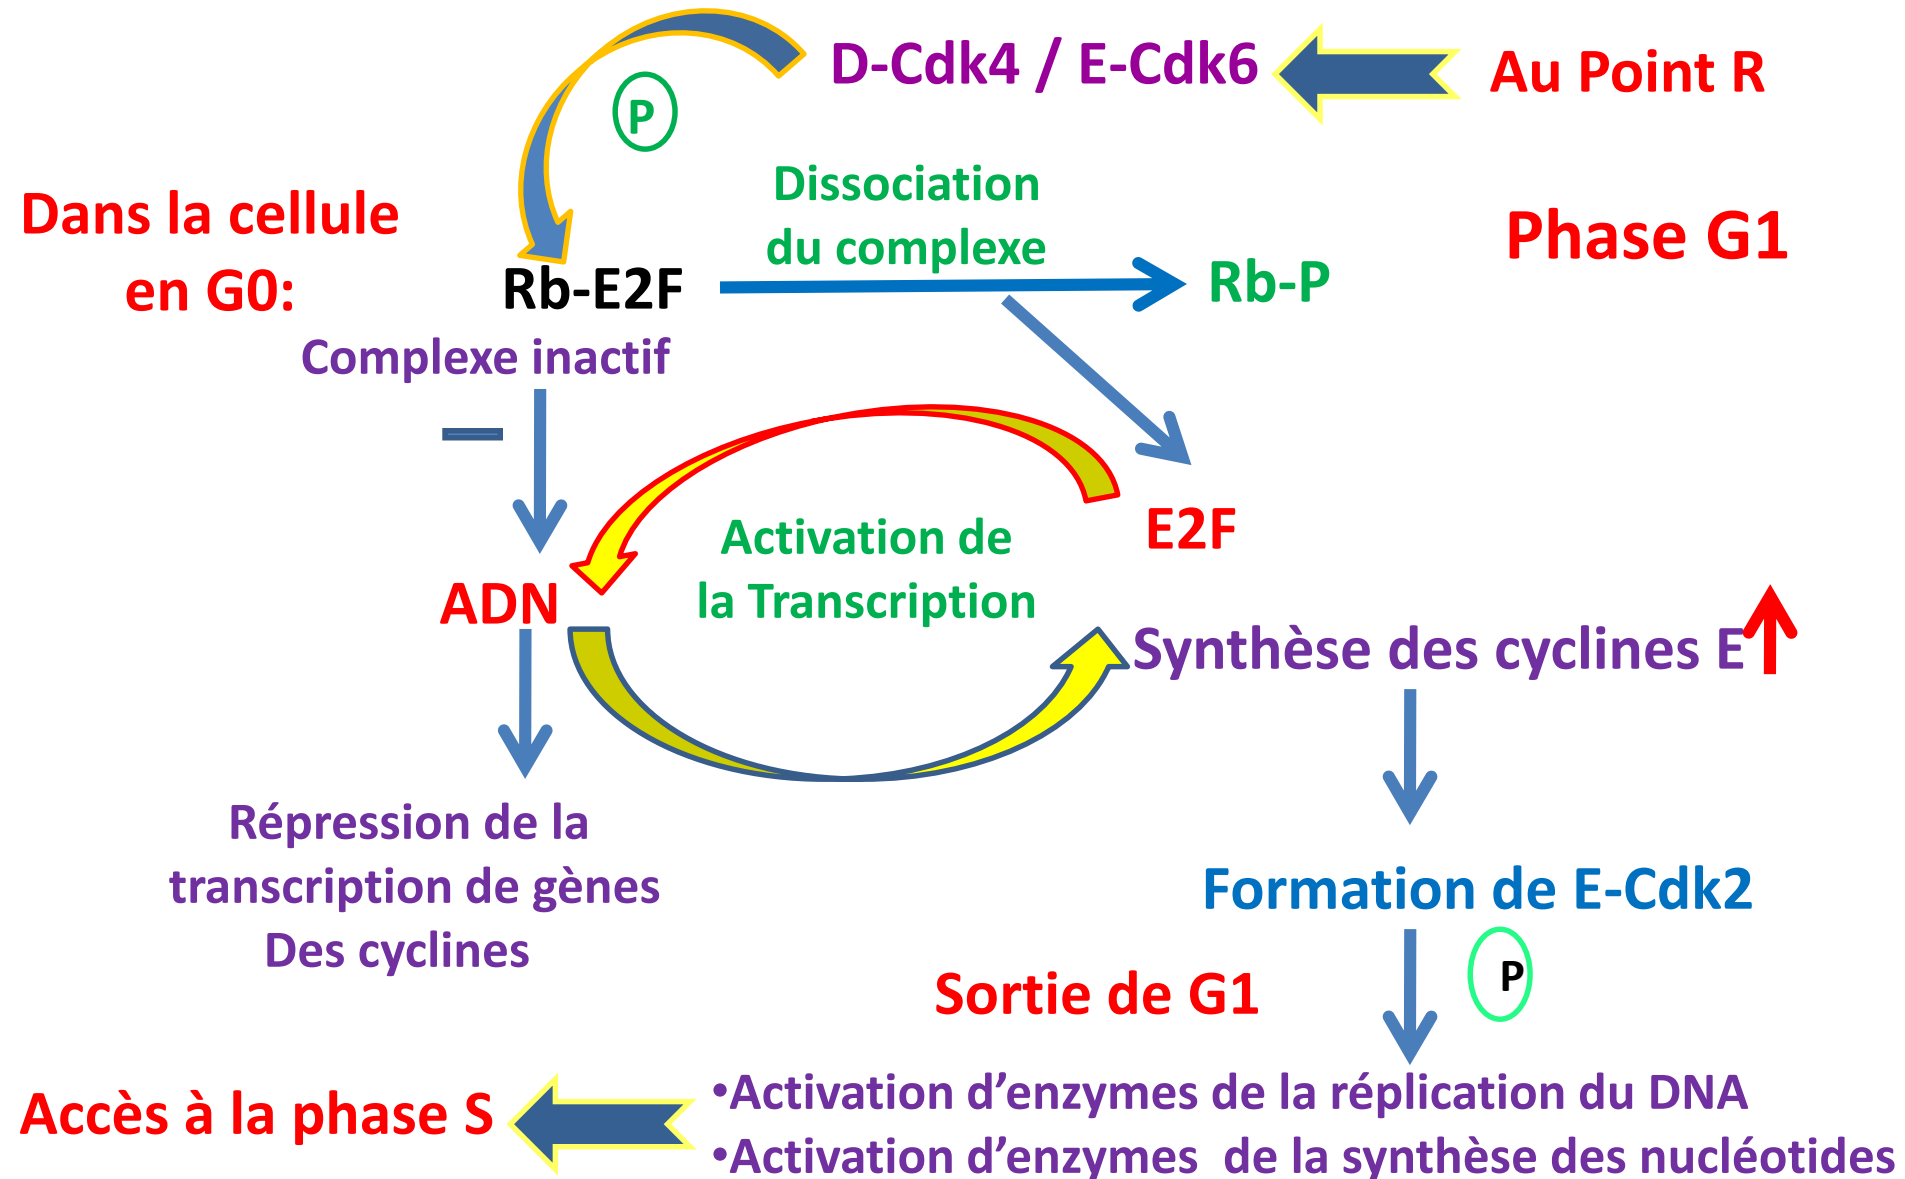 D-Cdk4 / E-Cdk6
Au Point R
P
Dissociation
du complexe
Dans la cellule
en G0:
Phase G1
Rb-E2F
Rb-P
Complexe inactif
E2F
Activation de
la Transcription
ADN
Synthèse des cyclines E
Répression de la
transcription de gènes
Des cyclines
Formation de E-Cdk2
P
Sortie de G1
Accès à la phase S
•Activation d’enzymes de la réplication du DNA
•Activation d’enzymes de la synthèse des nucléotides